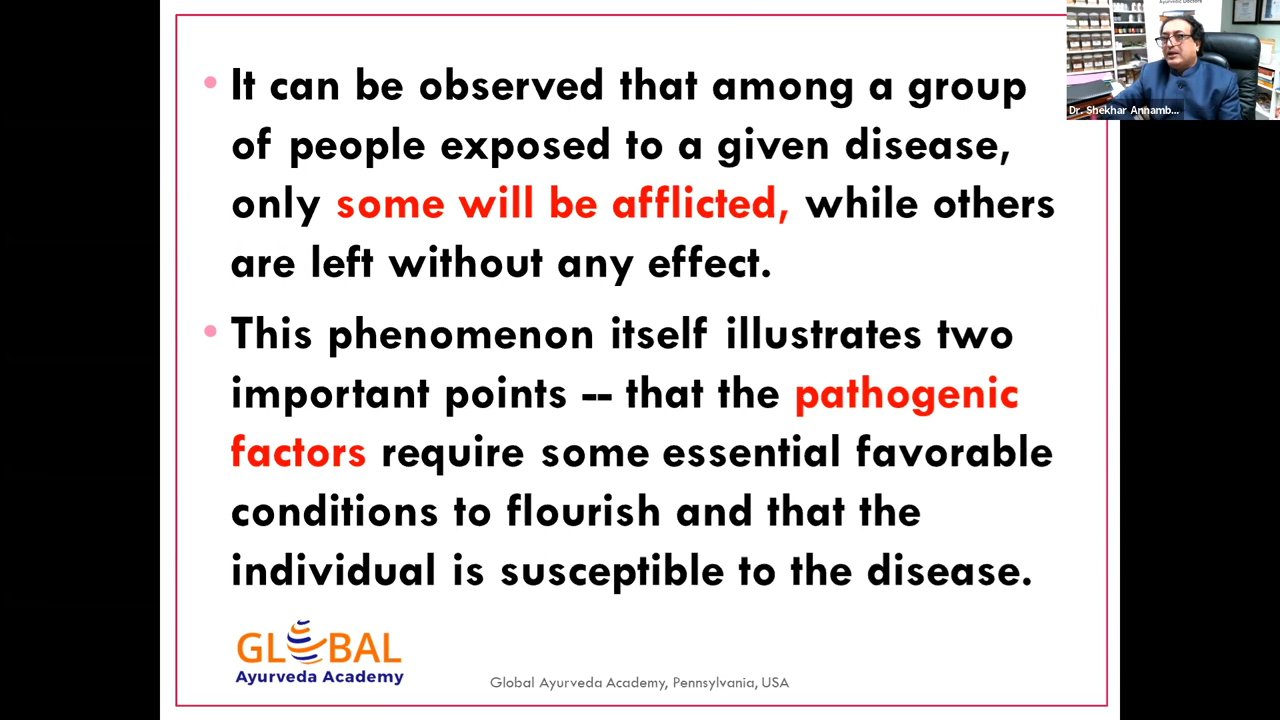 • It can be observed that among a group
of people exposed to a given disease,
only some will be afflicted, while others
are left without any effect.
• This phenomenon itself illustrates two
important points -- that the pathogenic
factors require some essential favorable
conditions to flourish and that the
individual is susceptible to the disease.
GLOBAL
Ayurveda Academy
Global Ayurveda Academy, Pennsylvania, USA
Dr. Shekhar Annamb...